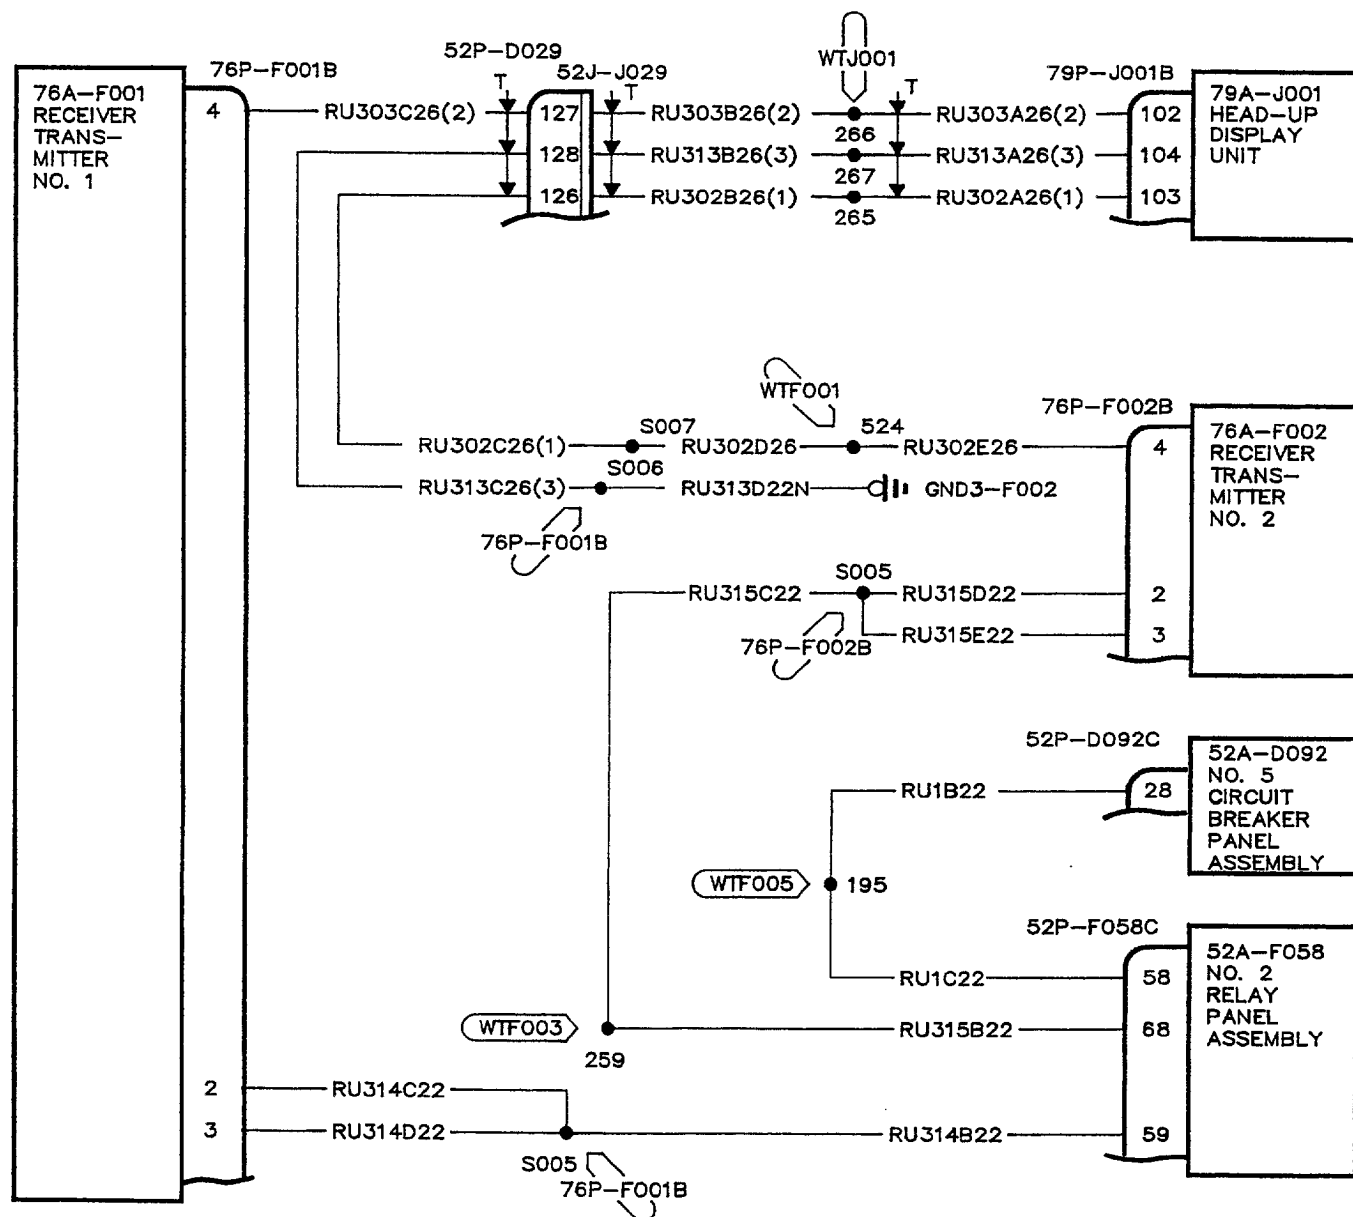 52P-D029
WTJ001
76P-F001B
52J-J029
79P-J001B
76A-F001
RECEIVER
TRANS-
MITTER
NO. 1
T
T
T
79A-J001
HEAD-UP
DISPLAY
UNIT
4
RU303C26(2)
127
RU303B26(2)
266
RU303A26(2)
102
128
RU313B26(3)
267
RU313A26(3)
104
126
RU302B26(1)
265
RU302A26(1)
103
WTF001
76P-F002B
76A-F002
RECEIVER
TRANS-
MITTER
NO. 2
S007
524
RU302C26(1)
RU302D26
RU302E26
4
S006
RU313C26(3)
RU313D22N
GND3-F002
76P-F001B
S005
RU315C22
RU315D22
2
76P-F002B
RU315E22
3
52P-D092C
52A-D092
NO. 5
CIRCUIT
BREAKER
PANEL
ASSEMBLY
RU1B22
28
WTF005
195
52P-F058C
52A-F058
NO. 2
RELAY
PANEL
ASSEMBLY
RU1C22
58
WTF003
RU315B22
68
259
2
RU314C22
3
RU314D22
RU314B22
59
S005
76P-F001B